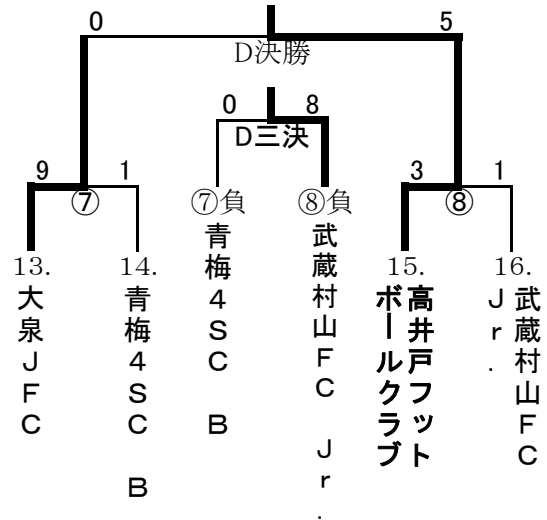 0 5
D決勝
0 8
D三決
9 1
3 1
⑦
⑦負
⑧負
⑧
13.
14.
15.
16.
大泉JFC
青梅4SC B
青梅4SC B
武蔵村山FC Jr.
高井戸フット
ボールクラブ
武蔵村山FC
Jr.